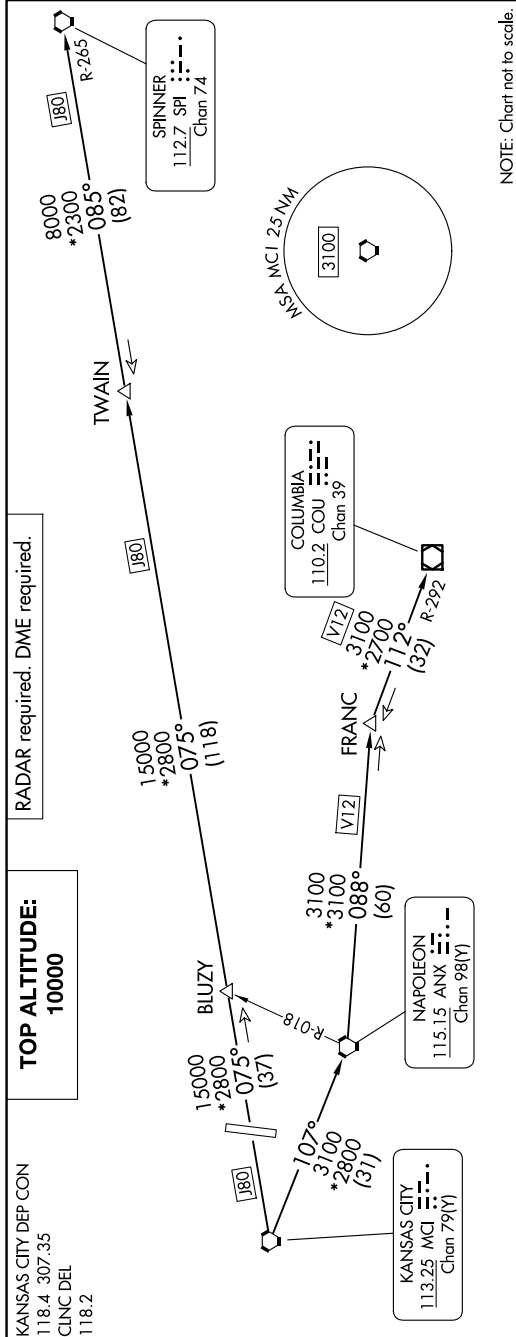 KANSAS CITY DEP CON
118.4 307.35
CLNC DEL
118.2
TOP ALTITUDE:
10000
RADAR required. DME required.
J80
15000
*2800
075°
(37)
BLUZY
15000
*2800
075°
(118)
J80
TWAIN
8000
*2300
085°
(82)
J80
R-265
SPINNER
112.7 SPI
Chan 74
KANSAS CITY
113.25 MCI
Chan 79(Y)
107°
3100
*2800
(31)
R-018
NAPOLEON
115.15 ANX
Chan 98(Y)
3100
*3100
088°
(60)
V12
FRANC
V12
3100
*2700
112°
(32)
R-292
COLUMBIA
110.2 COU
Chan 39
MSA MCI 25 NM
3100
NOTE: Chart not to scale.